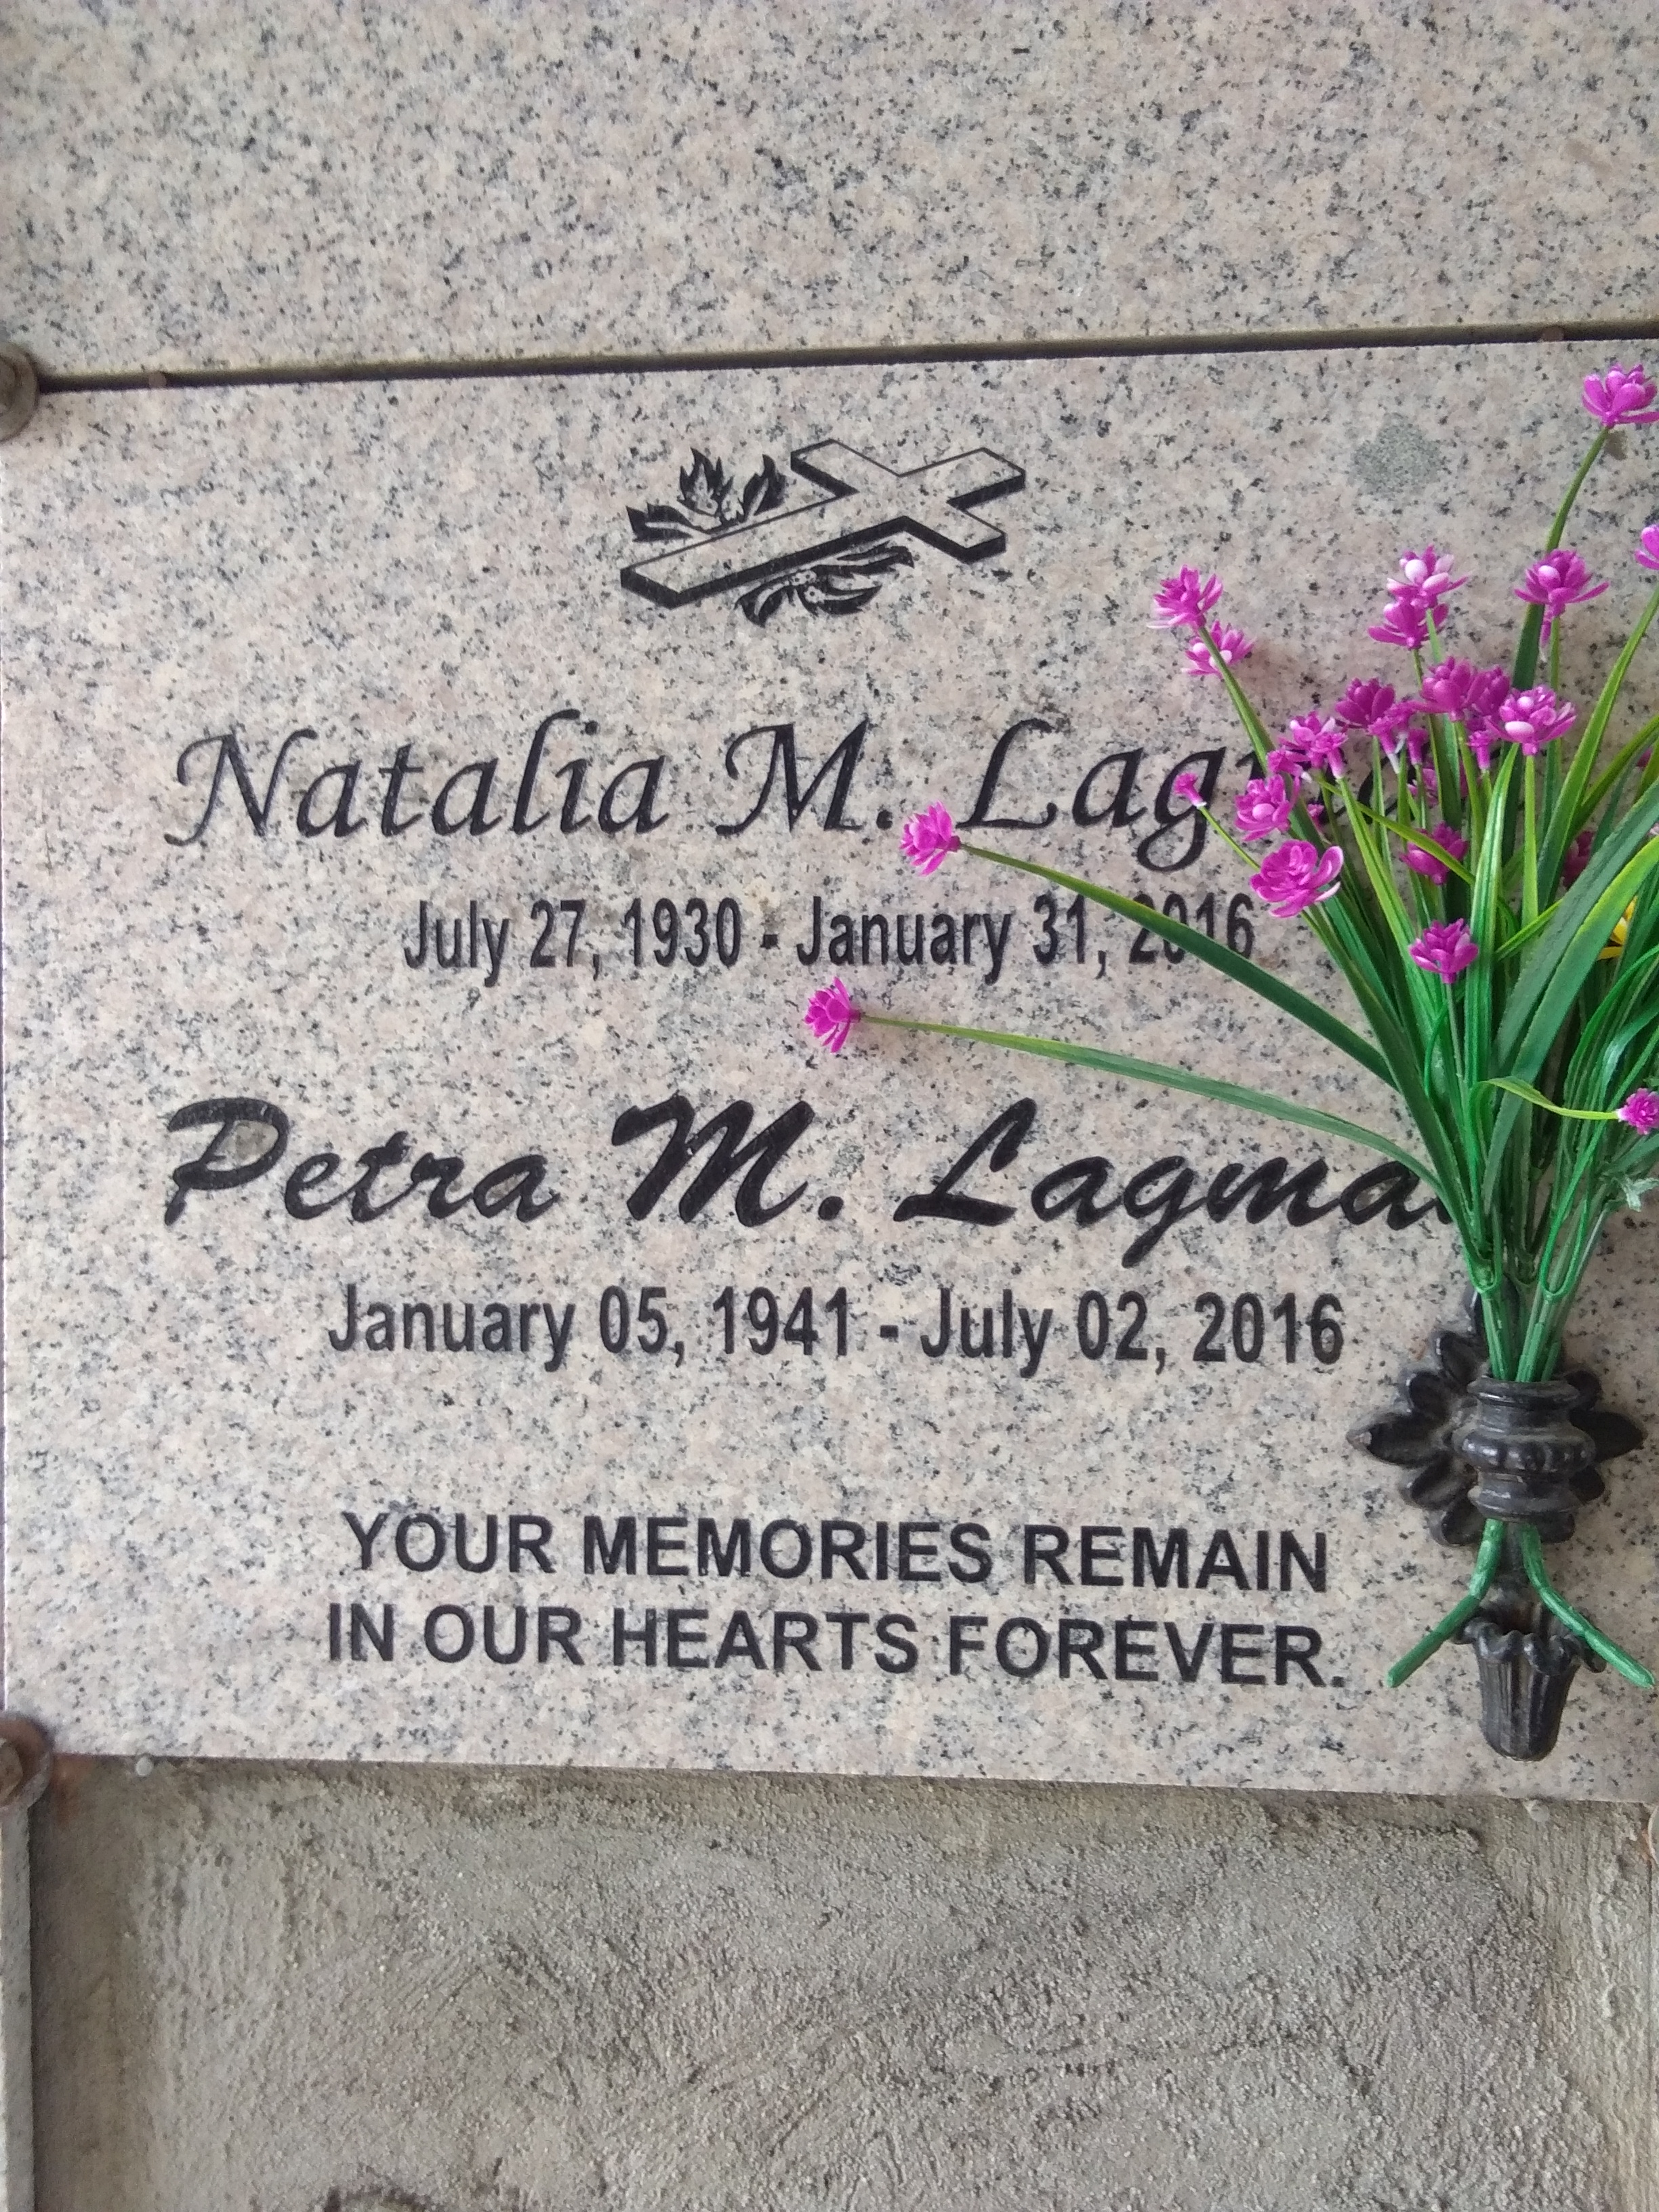 Natalia M.
July 27, 1930 - January 31, 2016
Petra M.
January 05, 1941 - July 02, 2016
YOUR MEMORIES REMAIN
IN OUR HEARTS FOREVER.